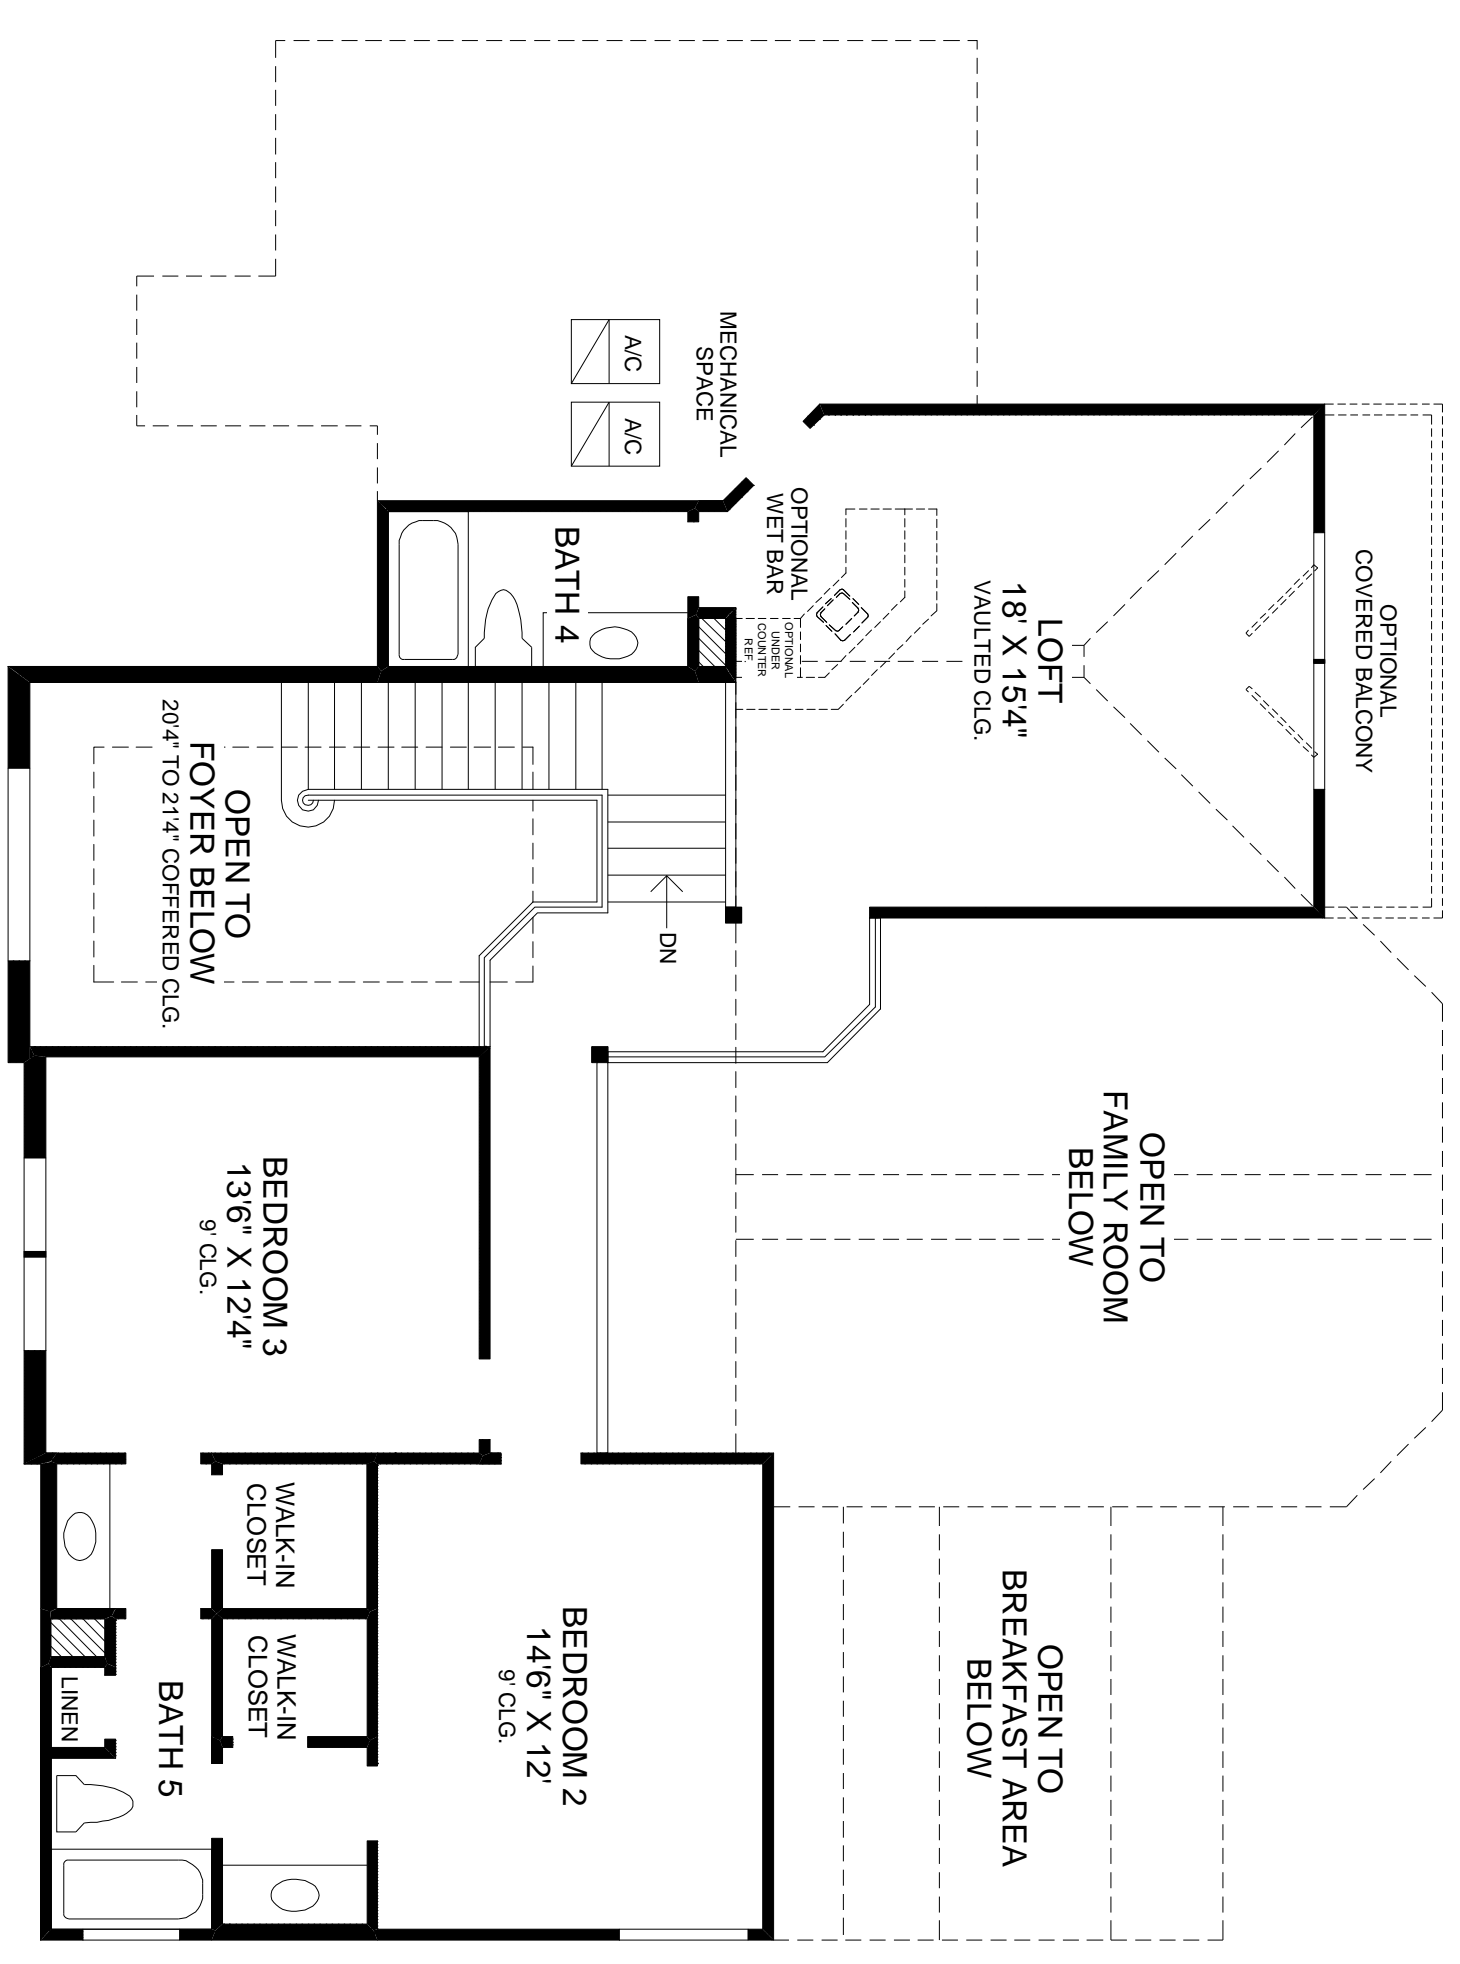 OPTIONAL
COVERED BALCONY
LOFT
18' X 15'4"
VAULTED CLG.
OPTIONAL
WET BAR
OPTIONAL
UNDER
COUNTER
REF.
MECHANICAL
SPACE
A/C
A/C
BATH 4
OPEN TO
FAMILY ROOM
BELOW
OPEN TO
BREAKFAST AREA
BELOW
DN
OPEN TO
FOYER BELOW
20'4" TO 21'4" COFFERED CLG.
BEDROOM 3
13'6" X 12'4"
9' CLG.
BEDROOM 2
14'6" X 12'
9' CLG.
WALK-IN
CLOSET
WALK-IN
CLOSET
BATH 5
LINEN